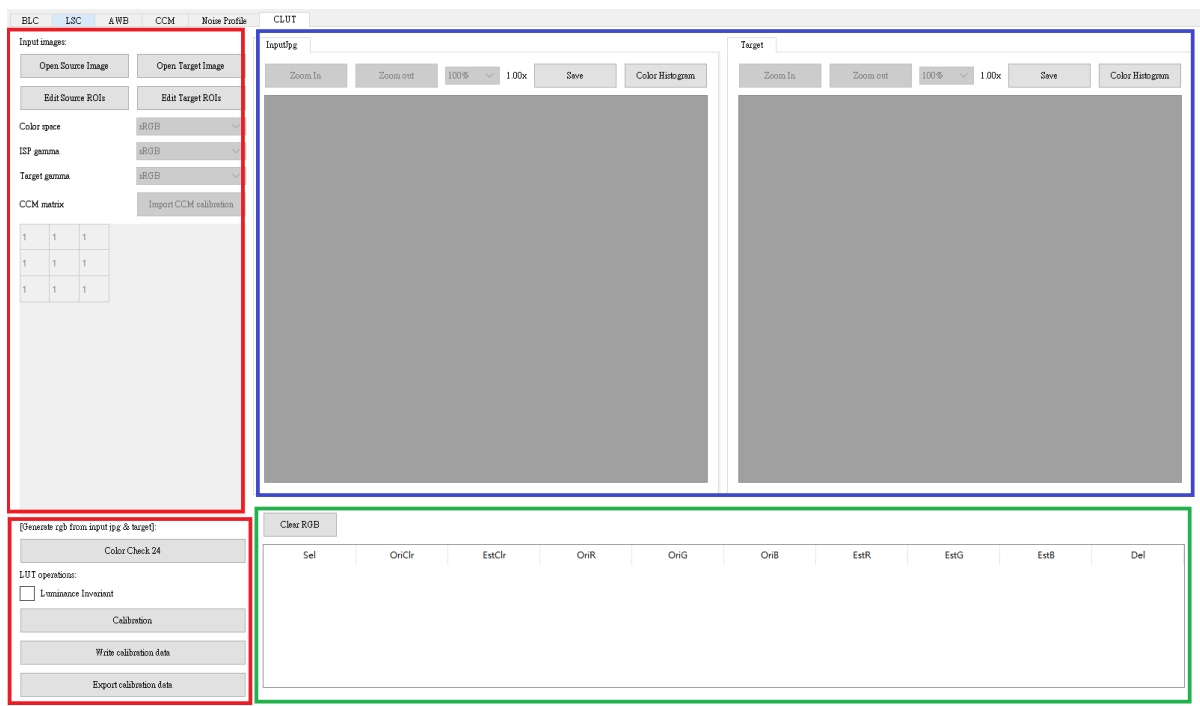 BLC LSC AWB CCM Noise Profile CLUT
Input images:
Open Source Image Open Target Image
Edit Source ROIs Edit Target ROIs
Color space sRGB
ISP gamma sRGB
Target gamma sRGB
CCM matrix Import CCM calibration
1 1 1
1 1 1
1 1 1
InputJpg
Zoom In Zoom out 100% 1.00x Save Color Histogram
Target
Zoom In Zoom out 100% 1.00x Save Color Histogram
[Generate rgb from input jpg & target]:
Color Check 24
LUT operations:
Luminance Invariant
Calibration
Write calibration data
Export calibration data
Clear RGB
Sel OriClr EstClr OriR OriG OriB EstR EstG EstB Del